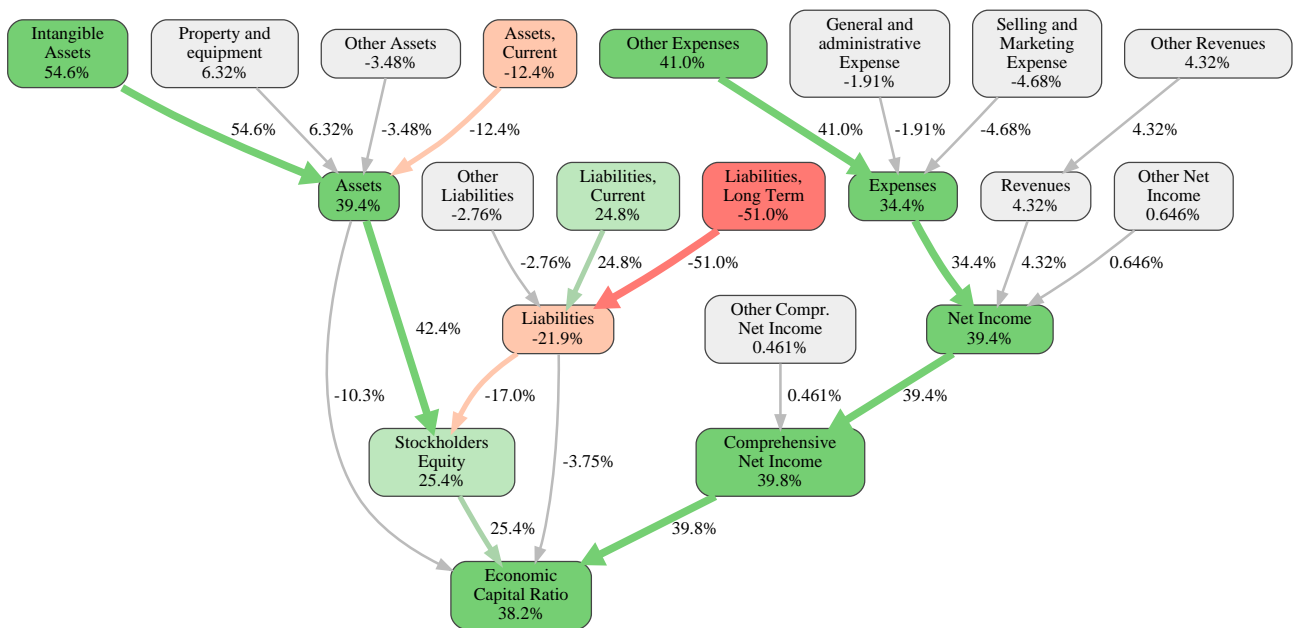 Intangible
Assets
54.6%
Property and
equipment
6.32%
Other Assets
-3.48%
Assets,
Current
-12.4%
Other Expenses
41.0%
General and
administrative
Expense
-1.91%
Selling and
Marketing
Expense
-4.68%
Other Revenues
4.32%
54.6%
6.32%
-3.48%
-12.4%
41.0%
-1.91%
-4.68%
4.32%
Assets
39.4%
Other
Liabilities
-2.76%
Liabilities,
Current
24.8%
Liabilities,
Long Term
-51.0%
Expenses
34.4%
Revenues
4.32%
Other Net
Income
0.646%
-2.76%
24.8%
-51.0%
34.4%
4.32%
0.646%
42.4%
Liabilities
-21.9%
Other Compr.
Net Income
0.461%
Net Income
39.4%
-10.3%
-17.0%
0.461%
39.4%
Stockholders
Equity
25.4%
-3.75%
Comprehensive
Net Income
39.8%
25.4%
39.8%
Economic
Capital Ratio
38.2%